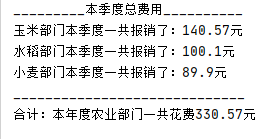 _________本季度总费用__________
玉米部门本季度一共报销了：140.57元
水稻部门本季度一共报销了：100.1元
小麦部门本季度一共报销了：89.9元
_____________________________
合计：本年度农业部门一共花费330.57元